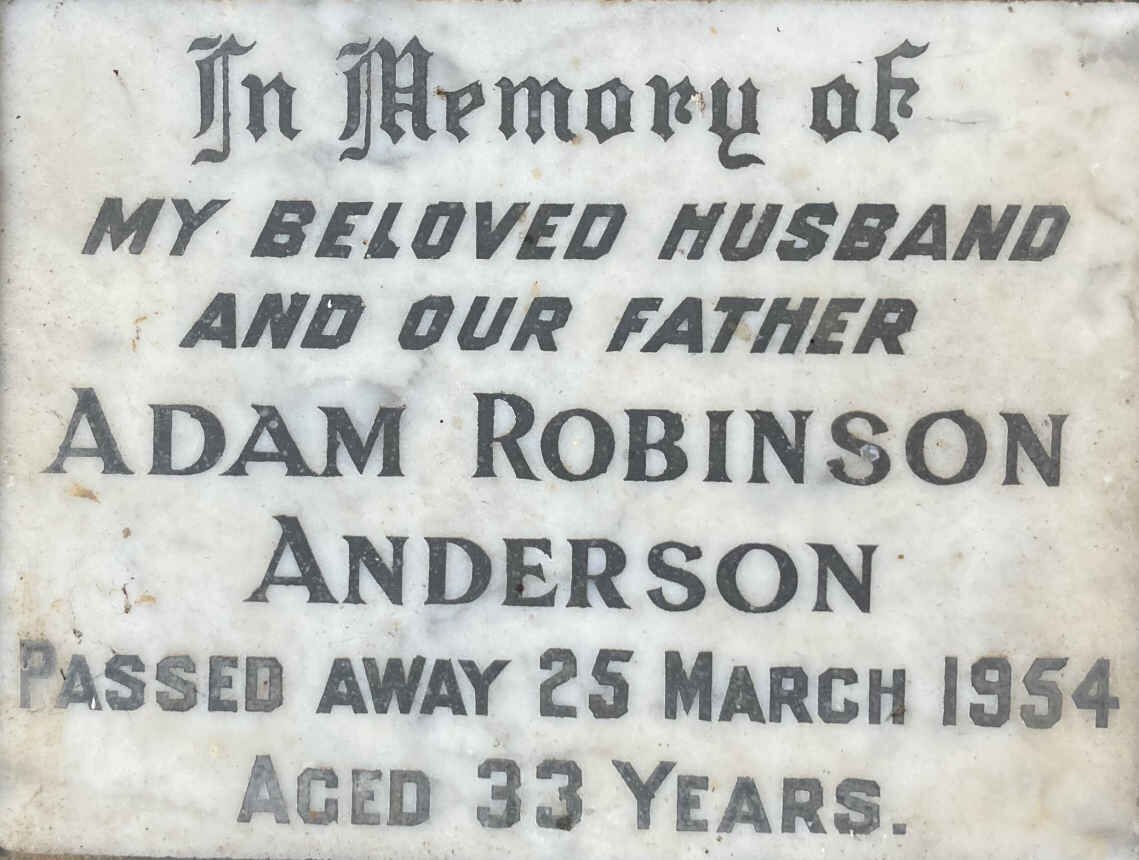 In Memory of
MY BELOVED HUSBAND
AND OUR FATHER
ADAM ROBINSON
ANDERSON
PASSED AWAY 25 MARCH 1954
AGED 33 YEARS.